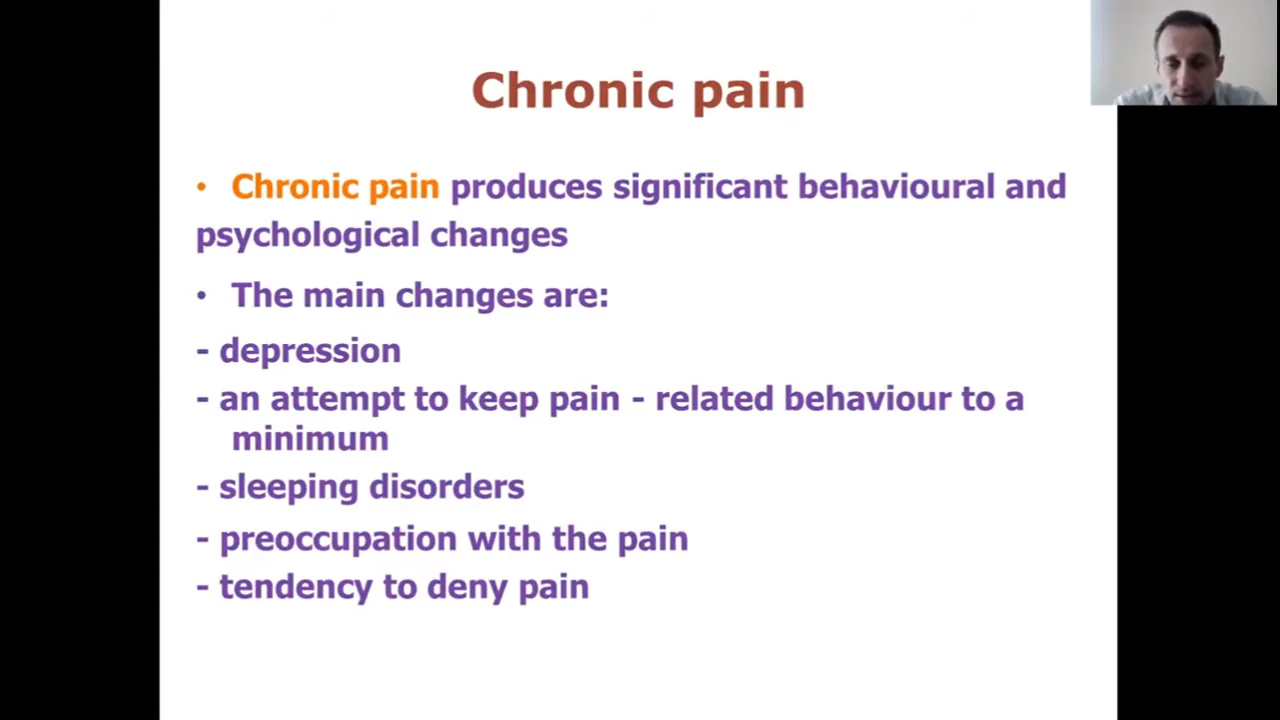 Chronic pain
• Chronic pain produces significant behavioural and
psychological changes
• The main changes are:
- depression
- an attempt to keep pain - related behaviour to a
minimum
- sleeping disorders
- preoccupation with the pain
- tendency to deny pain